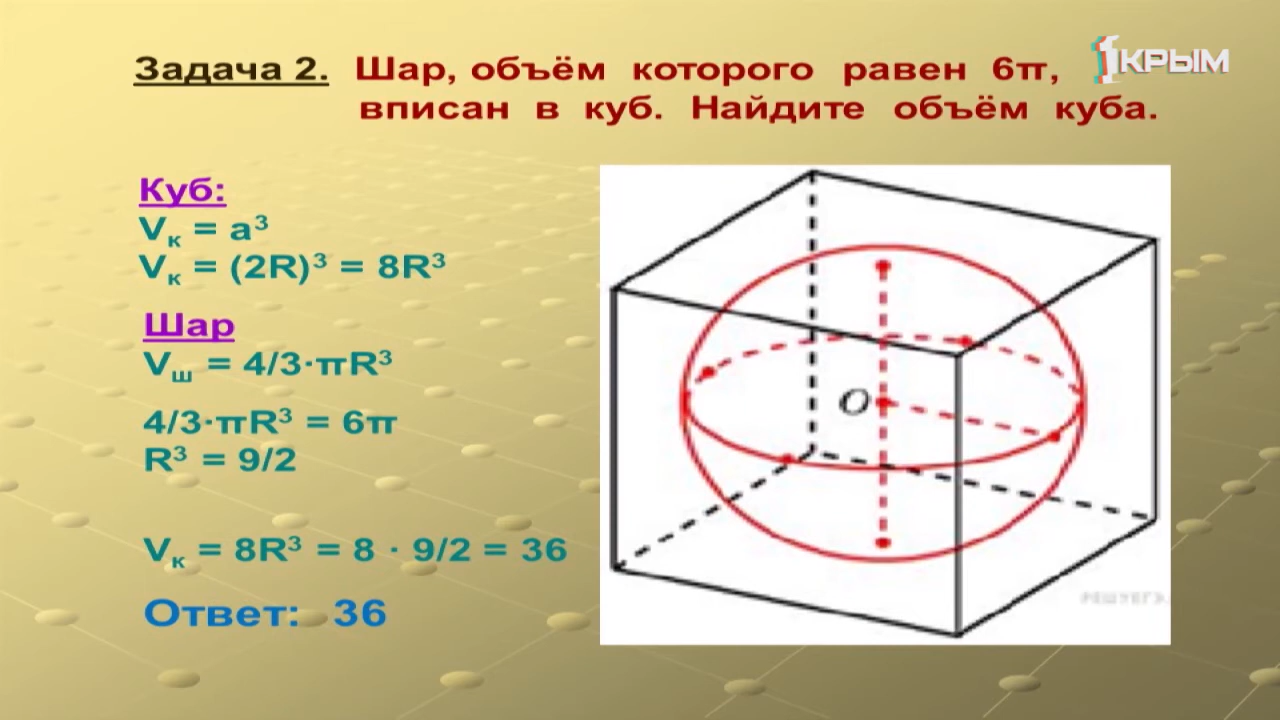 Задача 2. Шар, объём которого равен 6π,
вписан в куб. Найдите объём куба.
1КРЫМ
Куб:
Vк = a³
Vк = (2R)³ = 8R³
Шар
Vш = 4/3·πR³
4/3·πR³ = 6π
R³ = 9/2
Vк = 8R³ = 8 · 9/2 = 36
Ответ: 36
O
РЕШУЕГЭ.